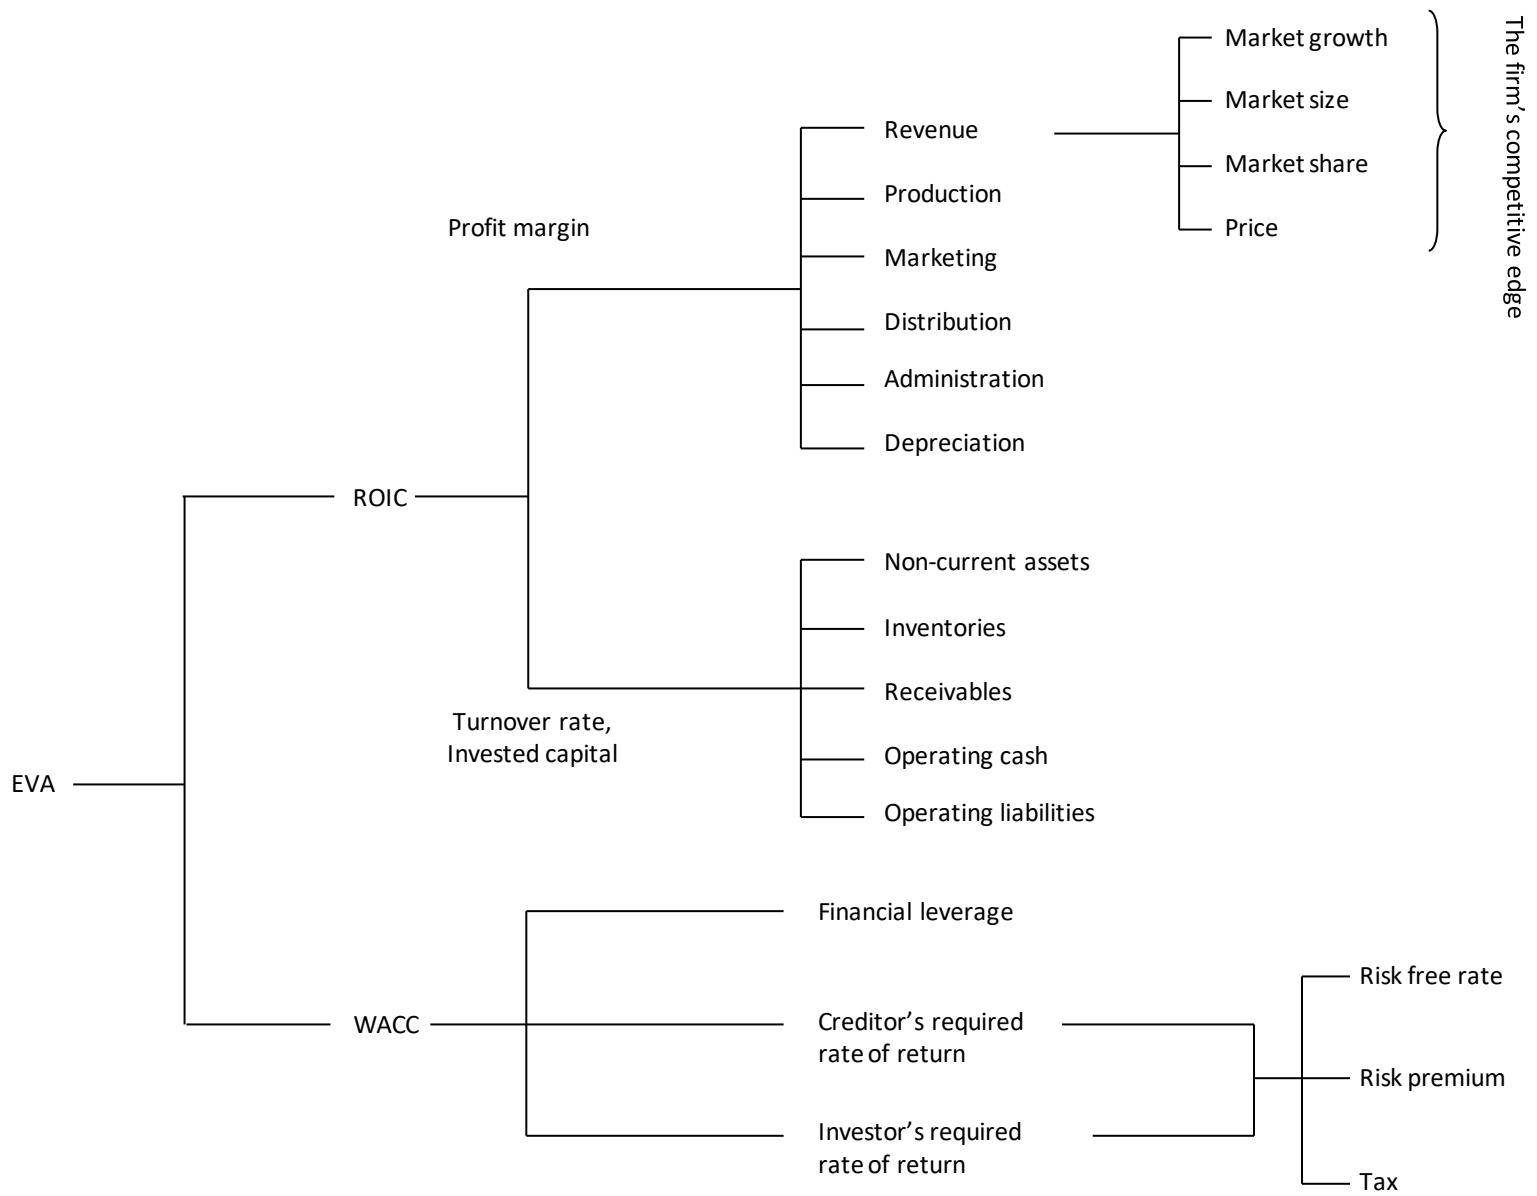 Market growth
Market size
Market share
Price
The firm’s competitive edge
Revenue
Production
Marketing
Distribution
Administration
Depreciation
Profit margin
ROIC
Non-current assets
Inventories
Receivables
Operating cash
Operating liabilities
Turnover rate,
Invested capital
EVA
WACC
Financial leverage
Creditor’s required
rate of return
Investor’s required
rate of return
Risk free rate
Risk premium
Tax